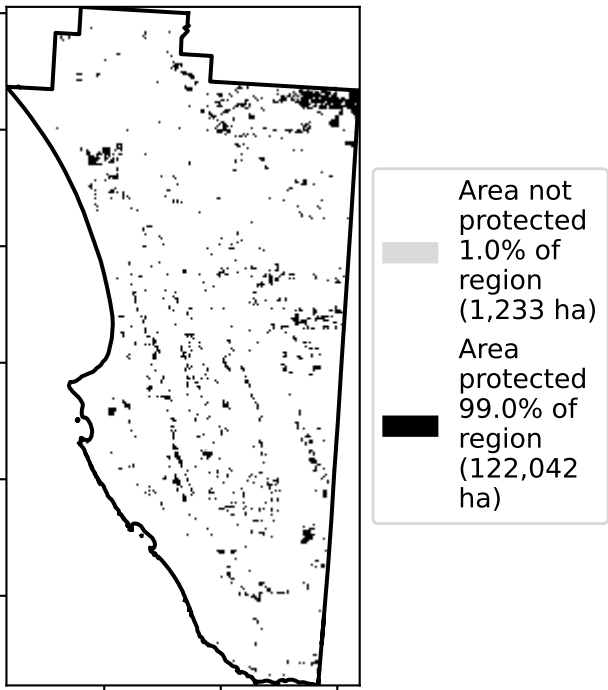 Area not
protected
1.0% of
region
(1,233 ha)
Area
protected
99.0% of
region
(122,042
ha)